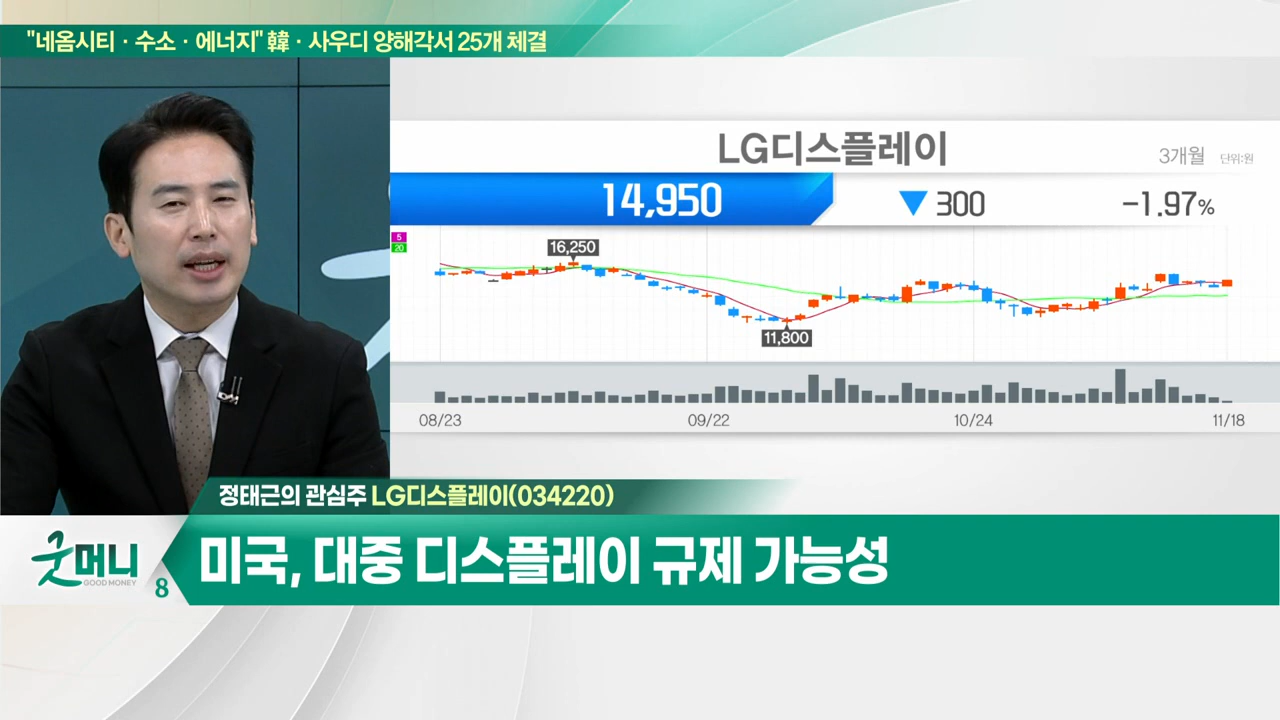 "네옴시티 · 수소 · 에너지" 韓 · 사우디 양해각서 25개 체결
LG디스플레이
3개월 단위:원
14,950 ▼ 300 -1.97%
5
20
16,250
11,800
08/23 09/22 10/24 11/18
정태근의 관심주 LG디스플레이(034220)
굿머니
GOOD MONEY
8
미국, 대중 디스플레이 규제 가능성